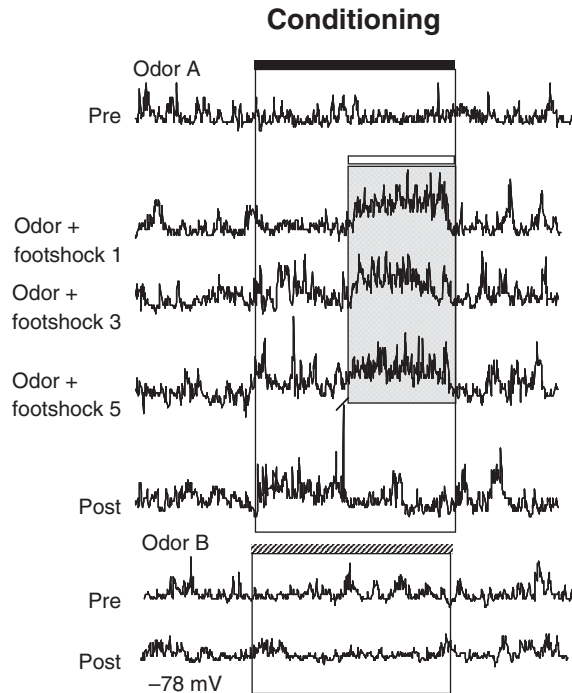 Conditioning
Odor A
Pre
Odor +
footshock 1
Odor +
footshock 3
Odor +
footshock 5
Post
Odor B
Pre
Post
–78 mV